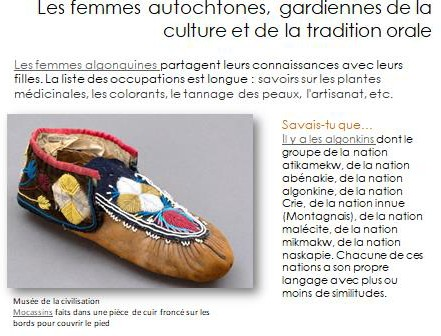 Les femmes autochtones, gardiennes de la
culture et de la tradition orale
Les femmes algonquines partagent leurs connaissances avec leurs
filles. La liste des occupations est longue : savoirs sur les plantes
médicinales, les colorants, le tannage des peaux, l'artisanat, etc.
Savais-tu que…
Il y a les algonkins dont le
groupe de la nation
atikamekw, de la nation
abénakie, de la nation
algonkine, de la nation
Crie, de la nation innue
(Montagnais), de la nation
malécite, de la nation
mikmakw, de la nation
naskapie. Chacune de ces
nations a son propre
langage avec plus ou
moins de similitudes.
Musée de la civilisation
Mocassins faits dans une pièce de cuir froncé sur les
bords pour couvrir le pied